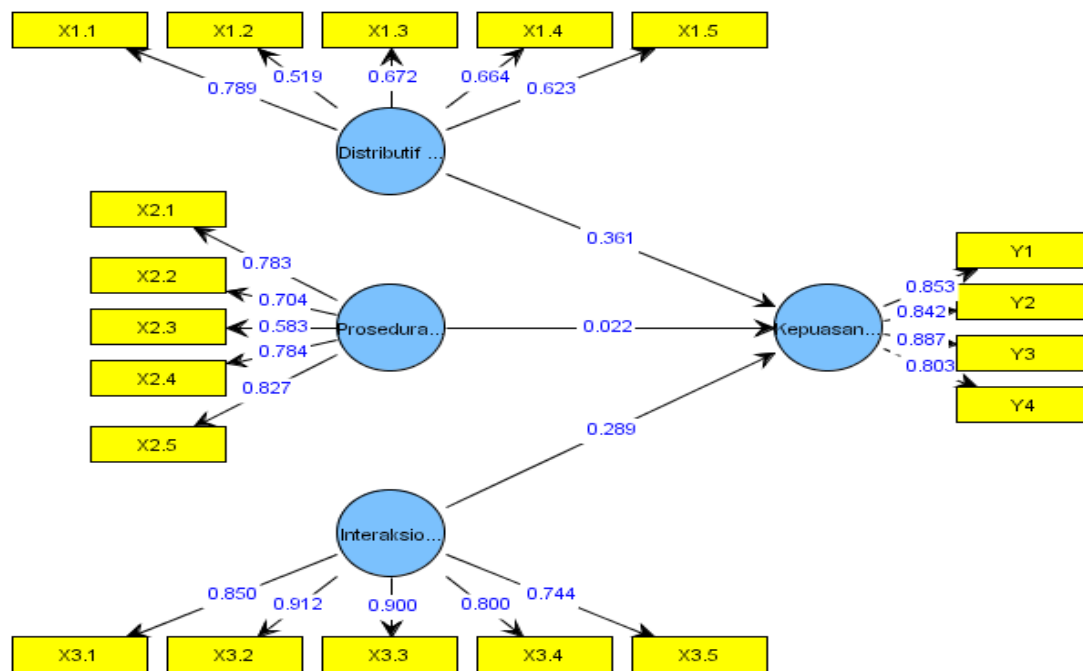 X1.1
X1.2
X1.3
X1.4
X1.5
0.789
0.519
0.672
0.664
0.623
Distributif ...
X2.1
X2.2
X2.3
X2.4
X2.5
0.783
0.704
0.583
0.784
0.827
Prosedura...
0.361
0.022
0.289
Kepuasan...
0.853
0.842
0.887
0.803
Y1
Y2
Y3
Y4
Interaksio...
0.850
0.912
0.900
0.800
0.744
X3.1
X3.2
X3.3
X3.4
X3.5